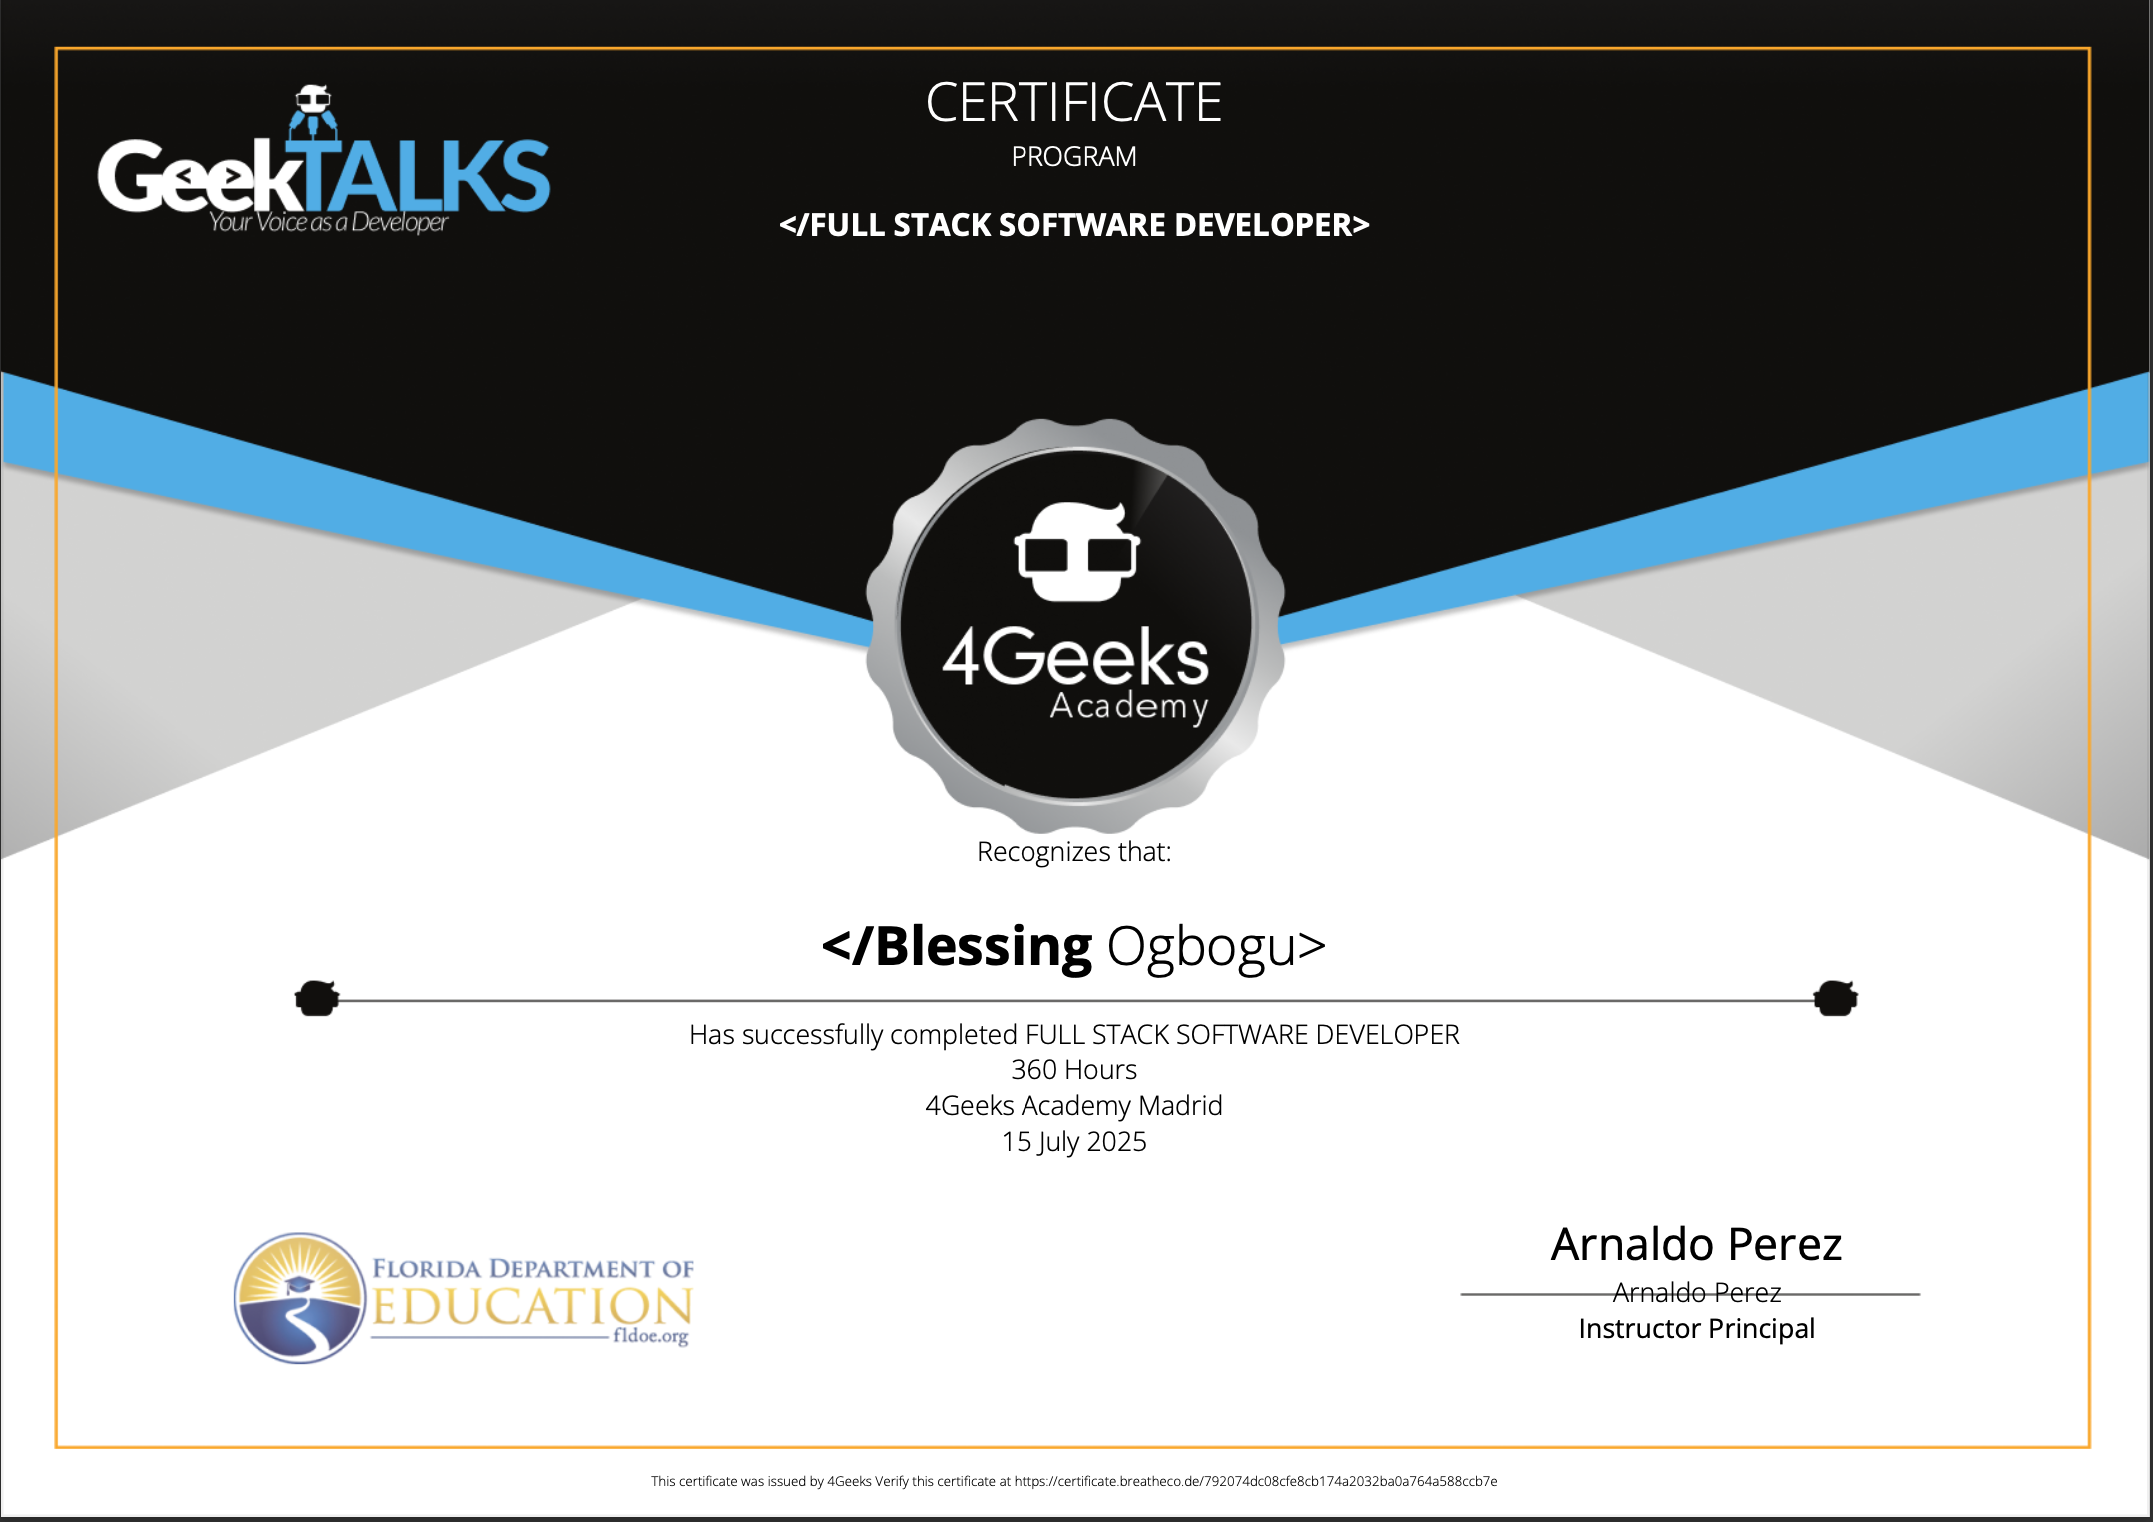 GeekTALKS
Your Voice as a Developer
CERTIFICATE
PROGRAM
</FULL STACK SOFTWARE DEVELOPER>
4Geeks
Academy
Recognizes that:
</Blessing Ogbogu>
Has successfully completed FULL STACK SOFTWARE DEVELOPER
360 Hours
4Geeks Academy Madrid
15 July 2025
FLORIDA DEPARTMENT OF
EDUCATION
fldoe.org
Arnaldo Perez
Arnaldo Perez
Instructor Principal
This certificate was issued by 4Geeks Verify this certificate at https://certificate.breatheco.de/792074dc08cfe8cb174a2032ba0a764a588ccb7e